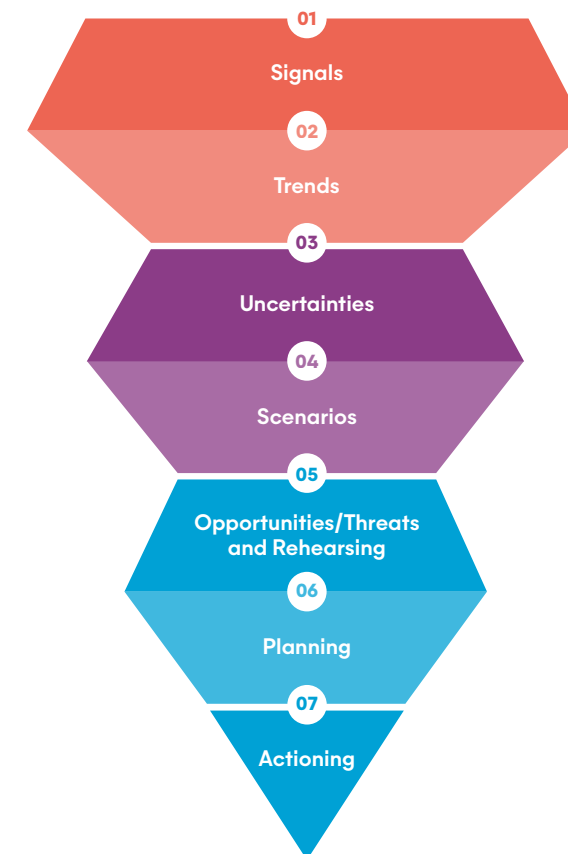 01
Signals
02
Trends
03
Uncertainties
04
Scenarios
05
Opportunities/Threats
and Rehearsing
06
Planning
07
Actioning